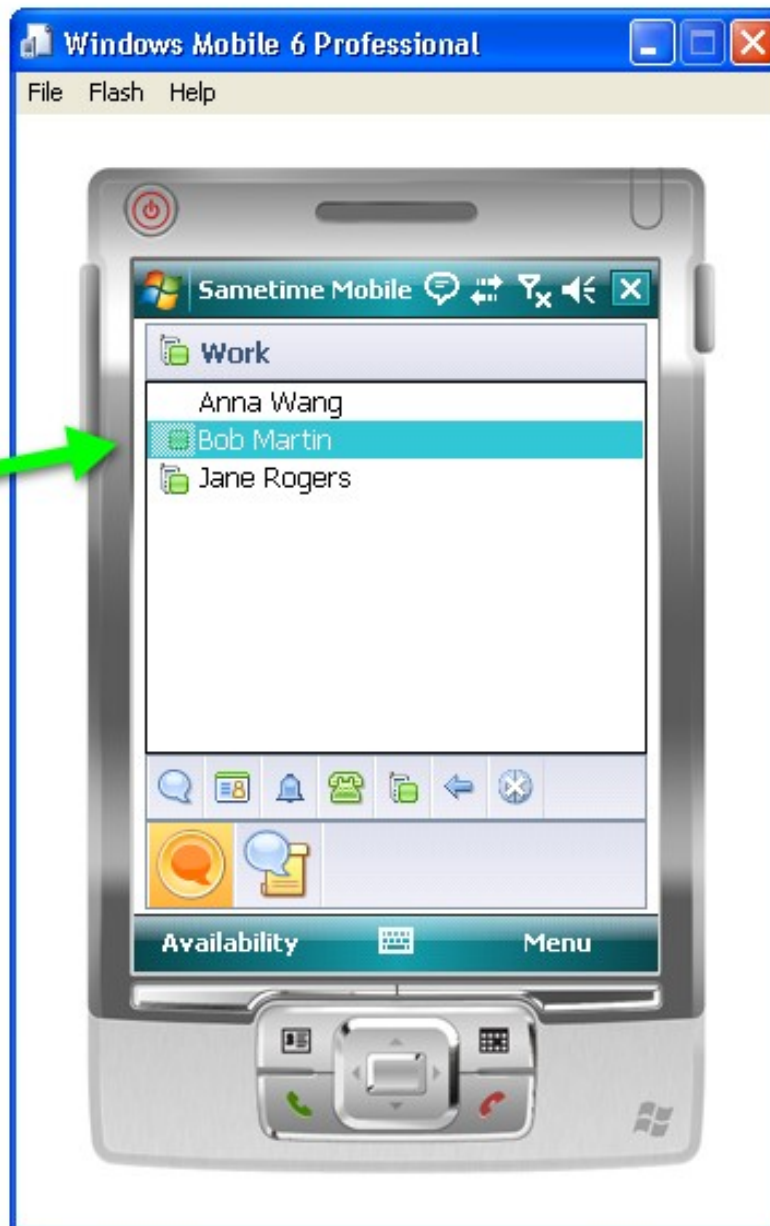 Windows Mobile 6 Professional
File Flash Help
Sametime Mobile
Work
Anna Wang
Bob Martin
Jane Rogers
Availability Menu